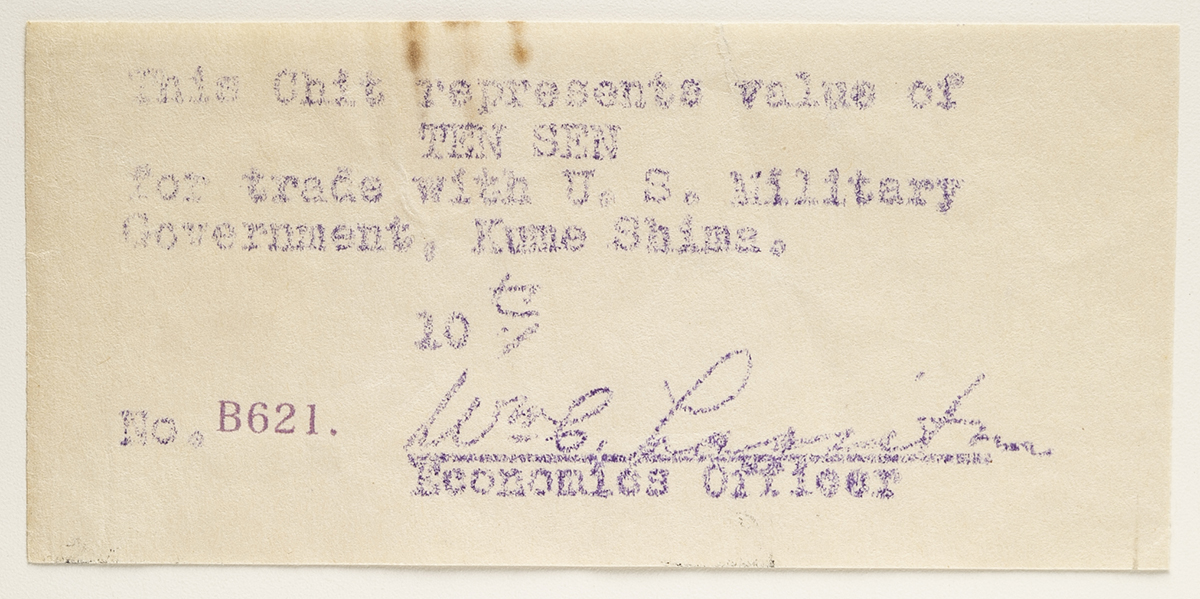 This Chit represents value of
TEN SEN
for trade with U. S. Military
Government, Kume Shima.
10
No. B621.
Wm C.
Economics Officer